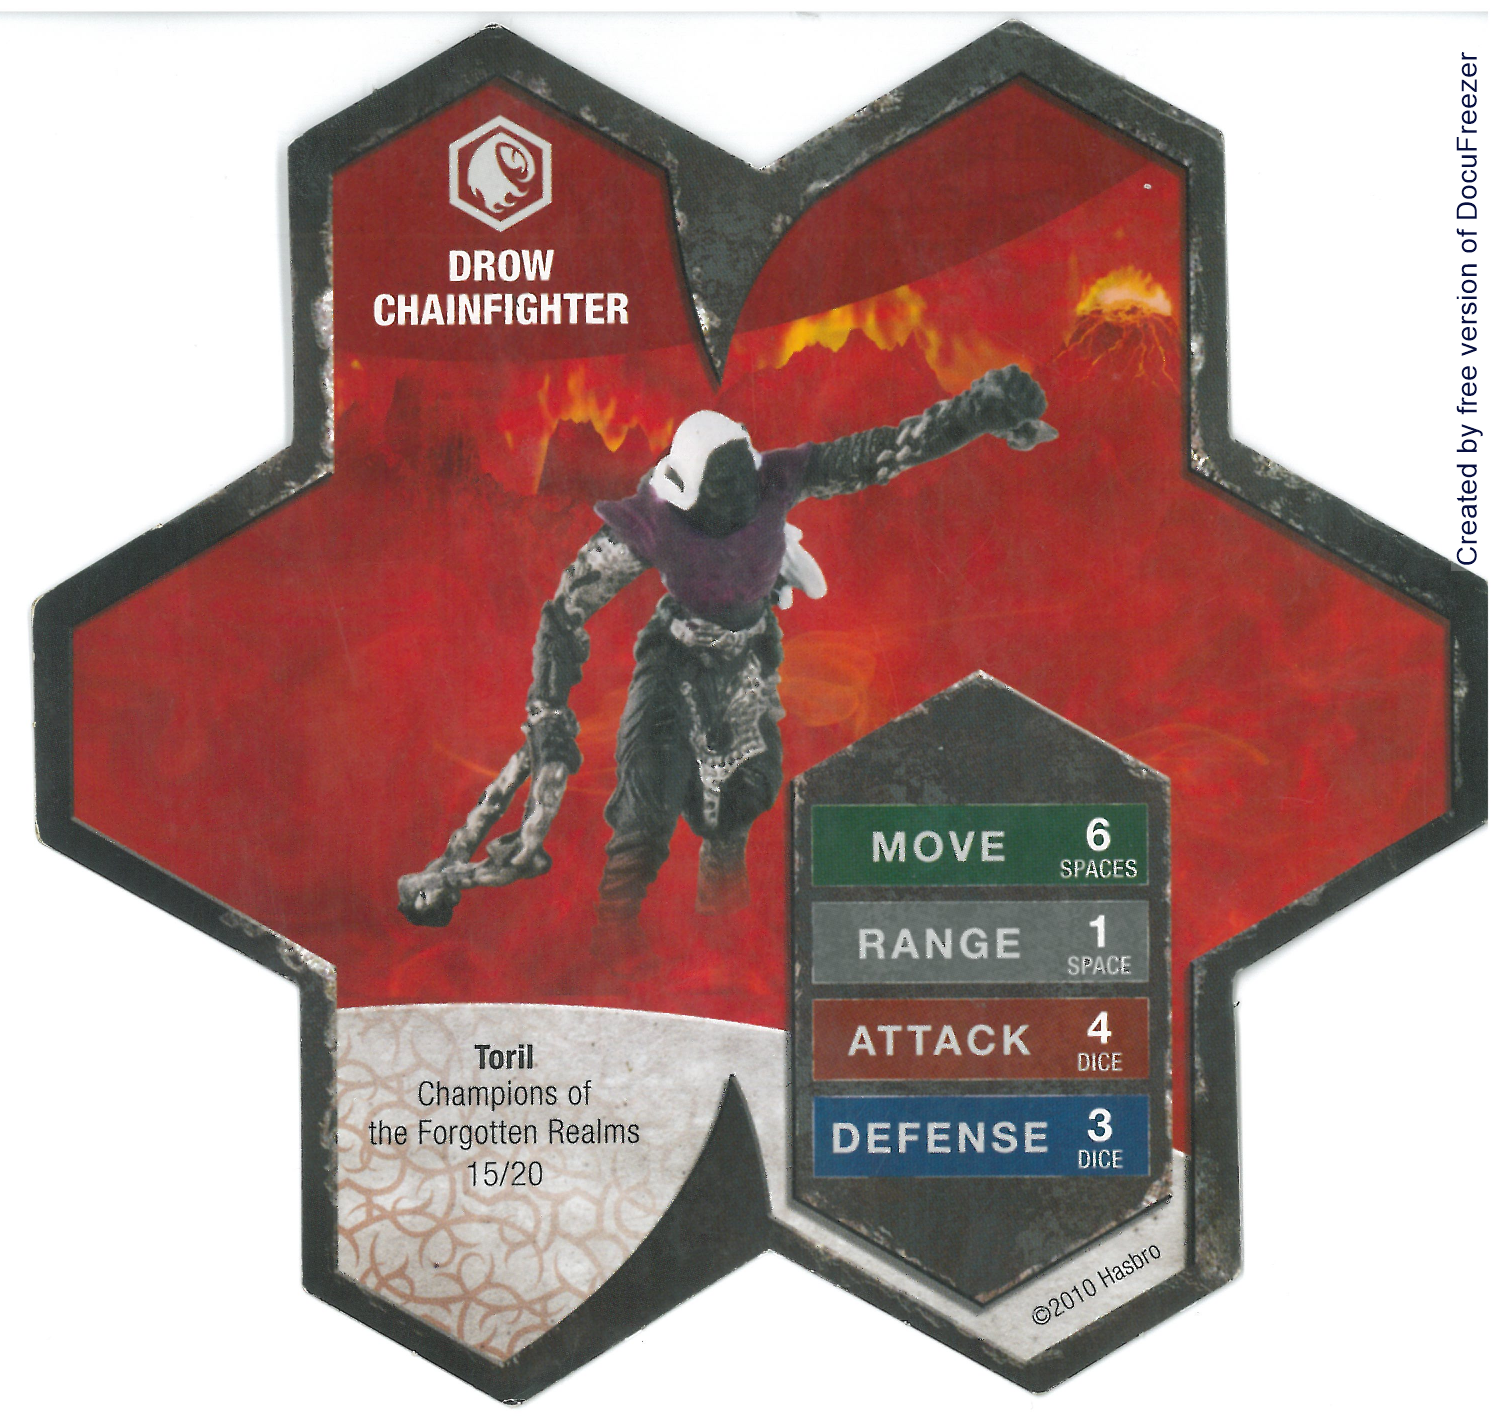 DROW
CHAINFIGHTER
MOVE 6
SPACES
RANGE 1
SPACE
ATTACK 4
DICE
DEFENSE 3
DICE
Toril
Champions of
the Forgotten Realms
15/20
©2010 Hasbro
Created by free version of DocuFreezer